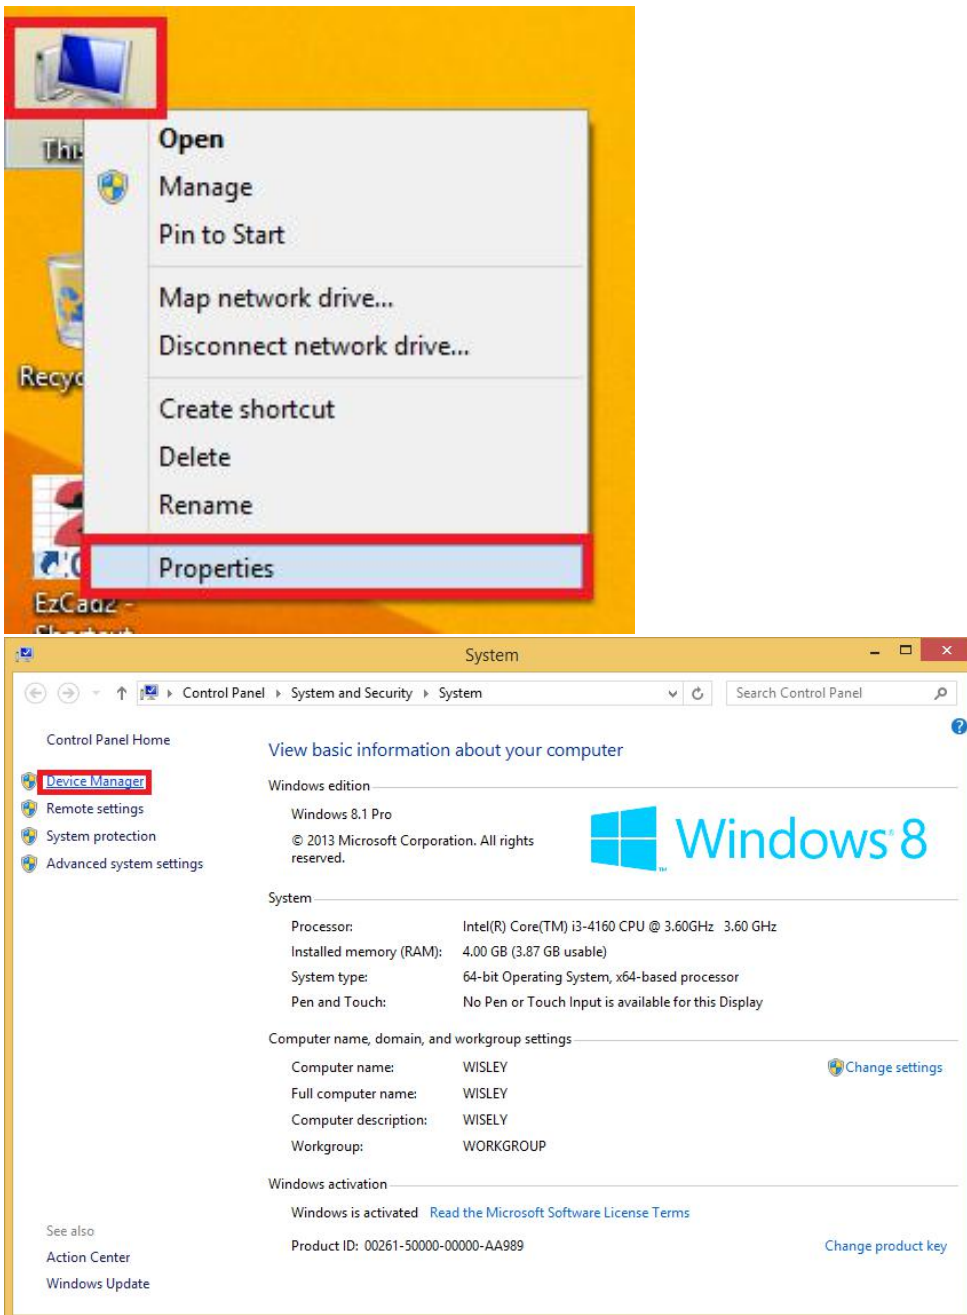 Open
This
Manage
Pin to Start
Map network drive...
Disconnect network drive...
Recyc
Create shortcut
Delete
Rename
Properties
EzCad2 -
Shortcut
System
Control Panel System and Security System
Search Control Panel
Control Panel Home
View basic information about your computer
Device Manager
Windows edition
Remote settings
Windows 8.1 Pro
System protection
© 2013 Microsoft Corporation. All rights
reserved.
Advanced system settings
Windows 8
System
Processor: Intel(R) Core(TM) i3-4160 CPU @ 3.60GHz 3.60 GHz
Installed memory (RAM): 4.00 GB (3.87 GB usable)
System type: 64-bit Operating System, x64-based processor
Pen and Touch: No Pen or Touch Input is available for this Display
Computer name, domain, and workgroup settings
Computer name: WISLEY
Change settings
Full computer name: WISLEY
Computer description: WISELY
Workgroup: WORKGROUP
Windows activation
Windows is activated Read the Microsoft Software License Terms
See also
Product ID: 00261-50000-00000-AA989
Change product key
Action Center
Windows Update